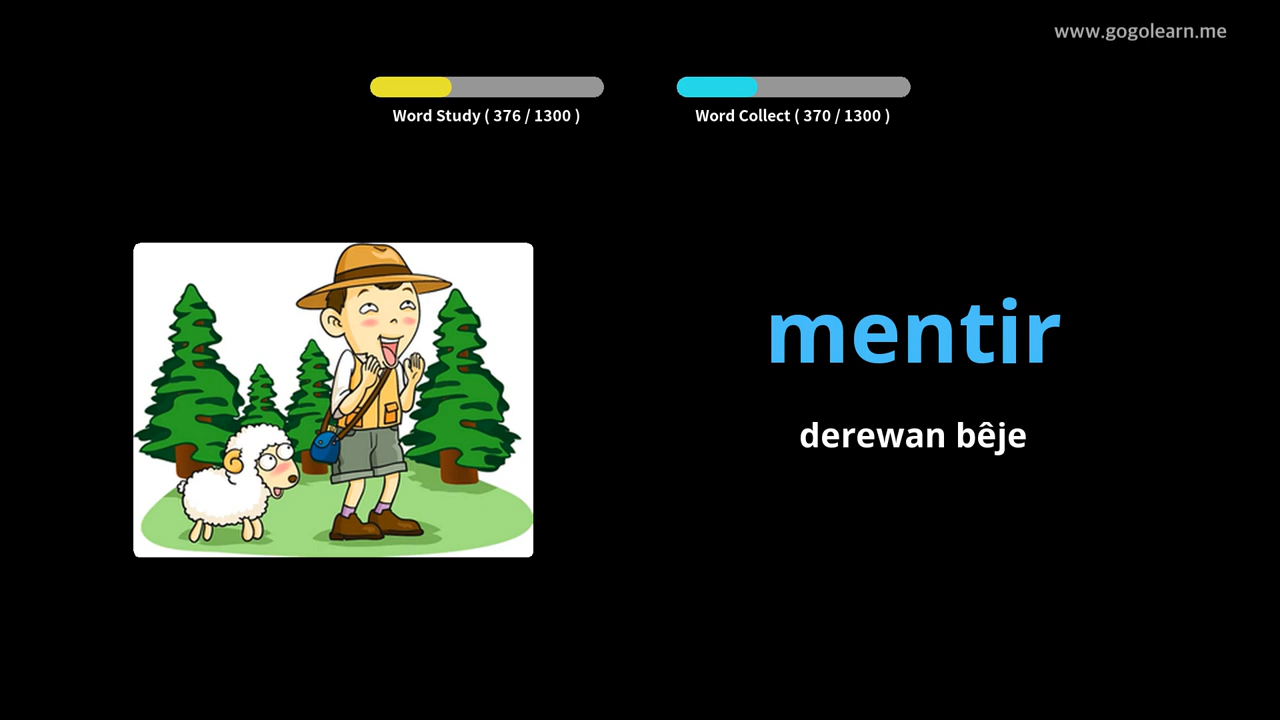 www.gogolearn.me
Word Study ( 376 / 1300 )
Word Collect ( 370 / 1300 )
mentir
derewan bêje